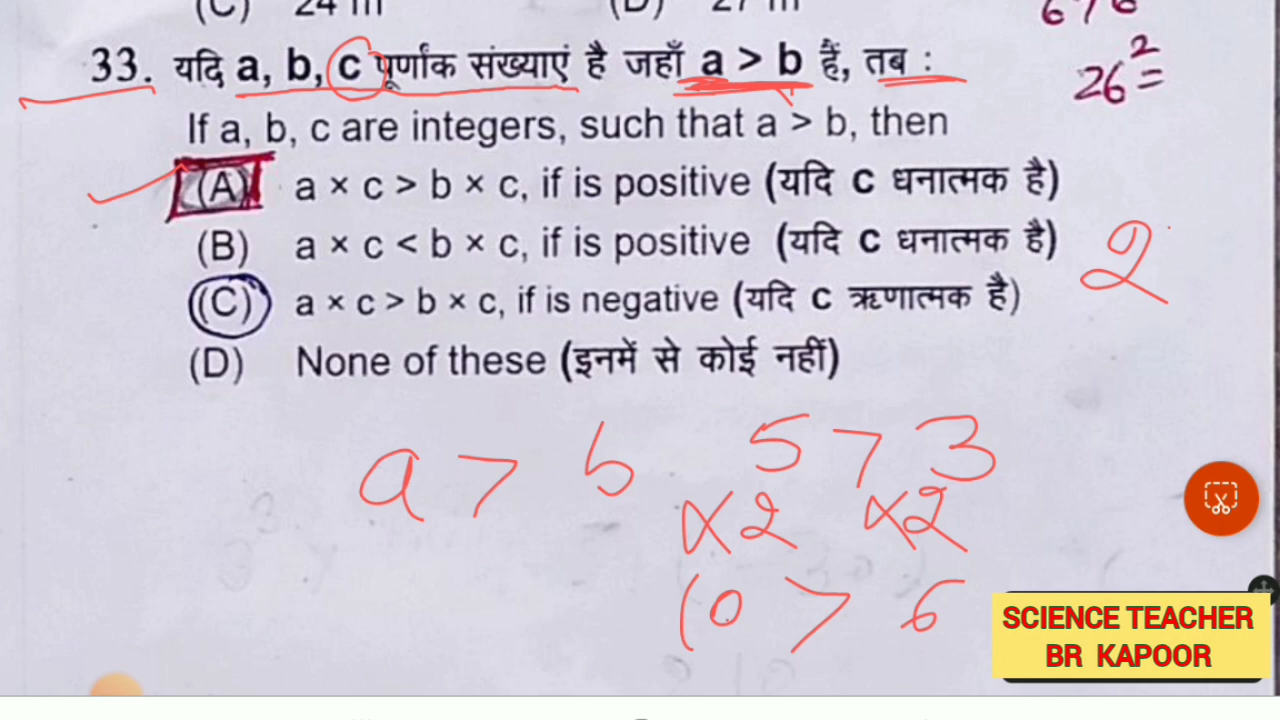 (C) 24 m (D) 27 m
26² =
33. यदि a, b, c पूर्णांक संख्याएं है जहाँ a > b हैं, तब :
If a, b, c are integers, such that a > b, then
(A) a × c > b × c, if is positive (यदि c धनात्मक है)
(B) a × c < b × c, if is positive (यदि c धनात्मक है)
2
(C) a × c > b × c, if is negative (यदि c ऋणात्मक है)
(D) None of these (इनमें से कोई नहीं)
a > b 5 > 3
×2 ×2
10 > 6
SCIENCE TEACHER
BR KAPOOR